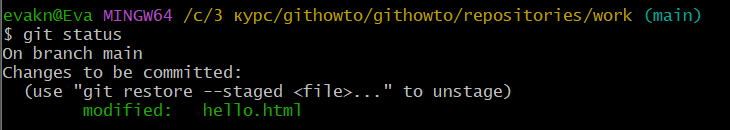 evakn@Eva MINGW64 /c/3 курс/githowto/githowto/repositories/work (main)
$ git status
On branch main
Changes to be committed:
  (use "git restore --staged <file>..." to unstage)
        modified:   hello.html